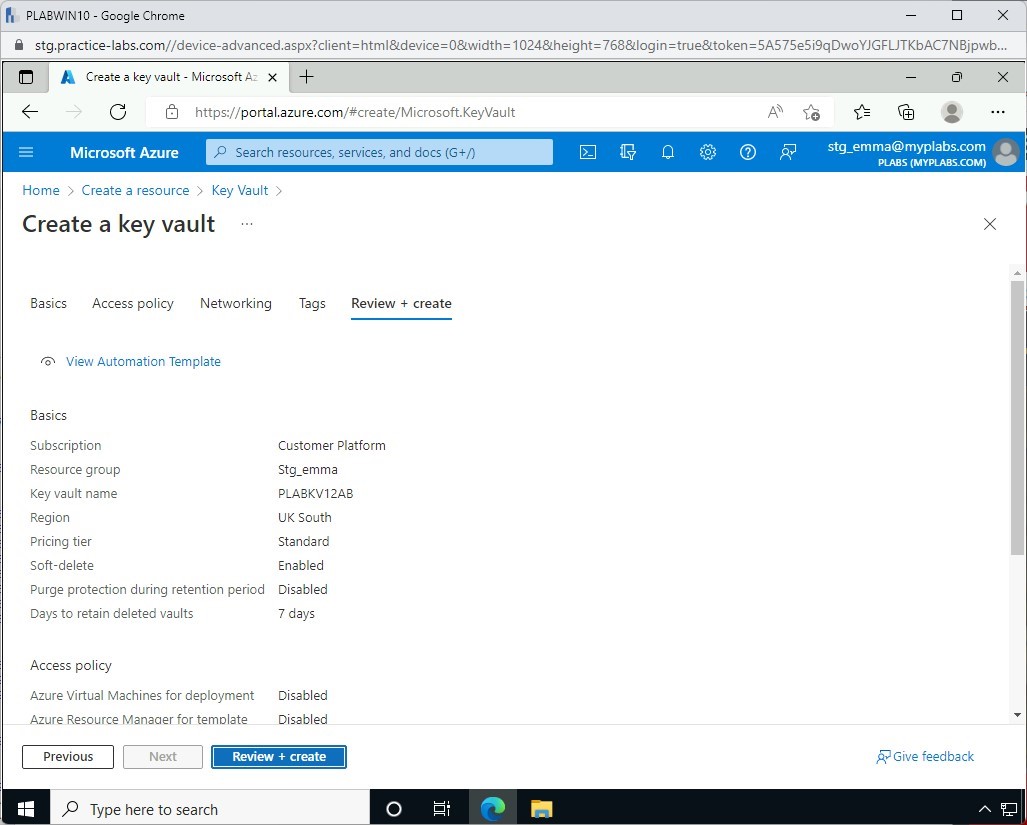 PLABWIN10 - Google Chrome
stg.practice-labs.com//device-advanced.aspx?client=html&device=0&width=1024&height=768&login=true&token=5A575e5i9qDwoYJGFLJTKbAC7NBjpwb...
Create a key vault - Microsoft Az
https://portal.azure.com/#create/Microsoft.KeyVault
Microsoft Azure
Search resources, services, and docs (G+/)
stg_emma@myplabs.com
PLABS (MYPLABS.COM)
Home > Create a resource > Key Vault >
Create a key vault ...
Basics Access policy Networking Tags Review + create
View Automation Template
Basics
Subscription Customer Platform
Resource group Stg_emma
Key vault name PLABKV12AB
Region UK South
Pricing tier Standard
Soft-delete Enabled
Purge protection during retention period Disabled
Days to retain deleted vaults 7 days
Access policy
Azure Virtual Machines for deployment Disabled
Azure Resource Manager for template Disabled
Previous Next Review + create Give feedback
Type here to search